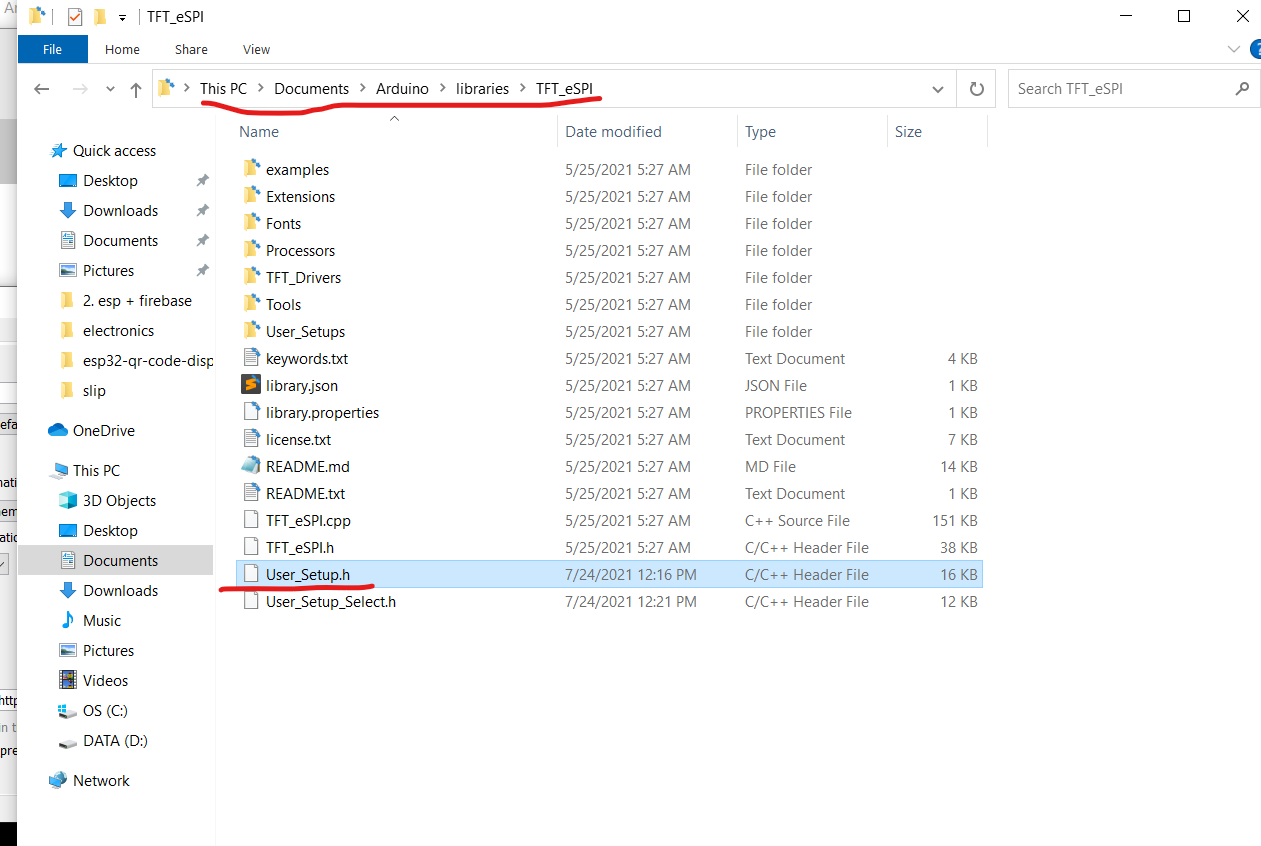 TFT_eSPI
File Home Share View
This PC Documents Arduino libraries TFT_eSPI
Search TFT_eSPI
Name Date modified Type Size
Quick access
Desktop
Downloads
Documents
Pictures
2. esp + firebase
electronics
esp32-qr-code-disp
slip
OneDrive
This PC
3D Objects
Desktop
Documents
Downloads
Music
Pictures
Videos
OS (C:)
DATA (D:)
Network
examples 5/25/2021 5:27 AM File folder
Extensions 5/25/2021 5:27 AM File folder
Fonts 5/25/2021 5:27 AM File folder
Processors 5/25/2021 5:27 AM File folder
TFT_Drivers 5/25/2021 5:27 AM File folder
Tools 5/25/2021 5:27 AM File folder
User_Setups 5/25/2021 5:27 AM File folder
keywords.txt 5/25/2021 5:27 AM Text Document 4 KB
library.json 5/25/2021 5:27 AM JSON File 1 KB
library.properties 5/25/2021 5:27 AM PROPERTIES File 1 KB
license.txt 5/25/2021 5:27 AM Text Document 7 KB
README.md 5/25/2021 5:27 AM MD File 14 KB
README.txt 5/25/2021 5:27 AM Text Document 1 KB
TFT_eSPI.cpp 5/25/2021 5:27 AM C++ Source File 151 KB
TFT_eSPI.h 5/25/2021 5:27 AM C/C++ Header File 38 KB
User_Setup.h 7/24/2021 12:16 PM C/C++ Header File 16 KB
User_Setup_Select.h 7/24/2021 12:21 PM C/C++ Header File 12 KB